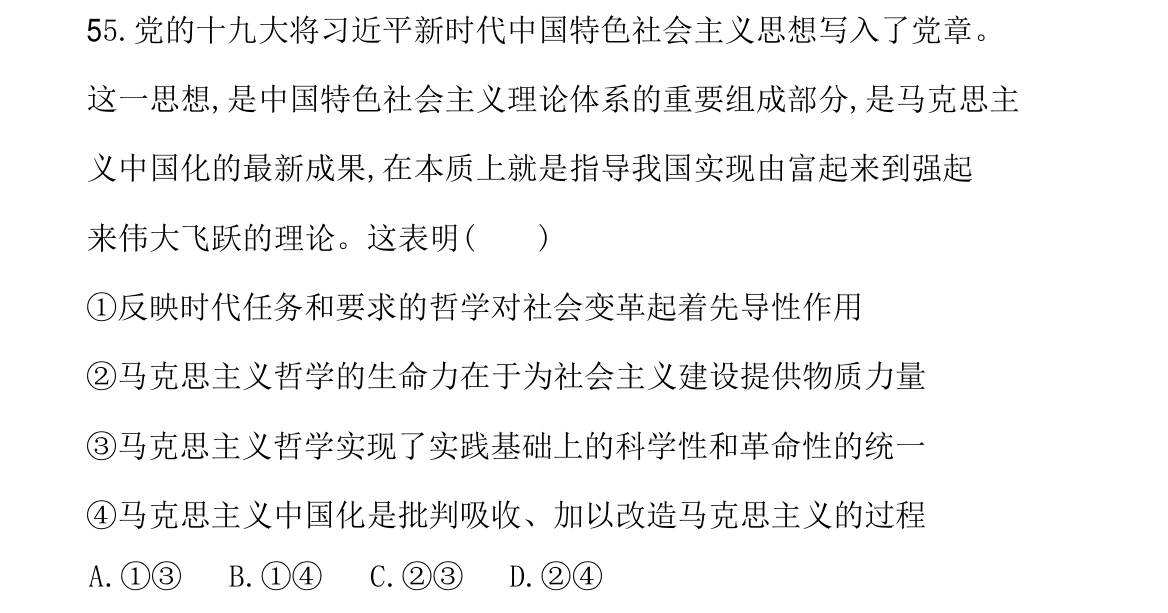 55.党的十九大将习近平新时代中国特色社会主义思想写入了党章。
这一思想,是中国特色社会主义理论体系的重要组成部分,是马克思主
义中国化的最新成果,在本质上就是指导我国实现由富起来到强起
来伟大飞跃的理论。这表明(　　)
①反映时代任务和要求的哲学对社会变革起着先导性作用
②马克思主义哲学的生命力在于为社会主义建设提供物质力量
③马克思主义哲学实现了实践基础上的科学性和革命性的统一
④马克思主义中国化是批判吸收、加以改造马克思主义的过程
A.①③　B.①④　C.②③　D.②④